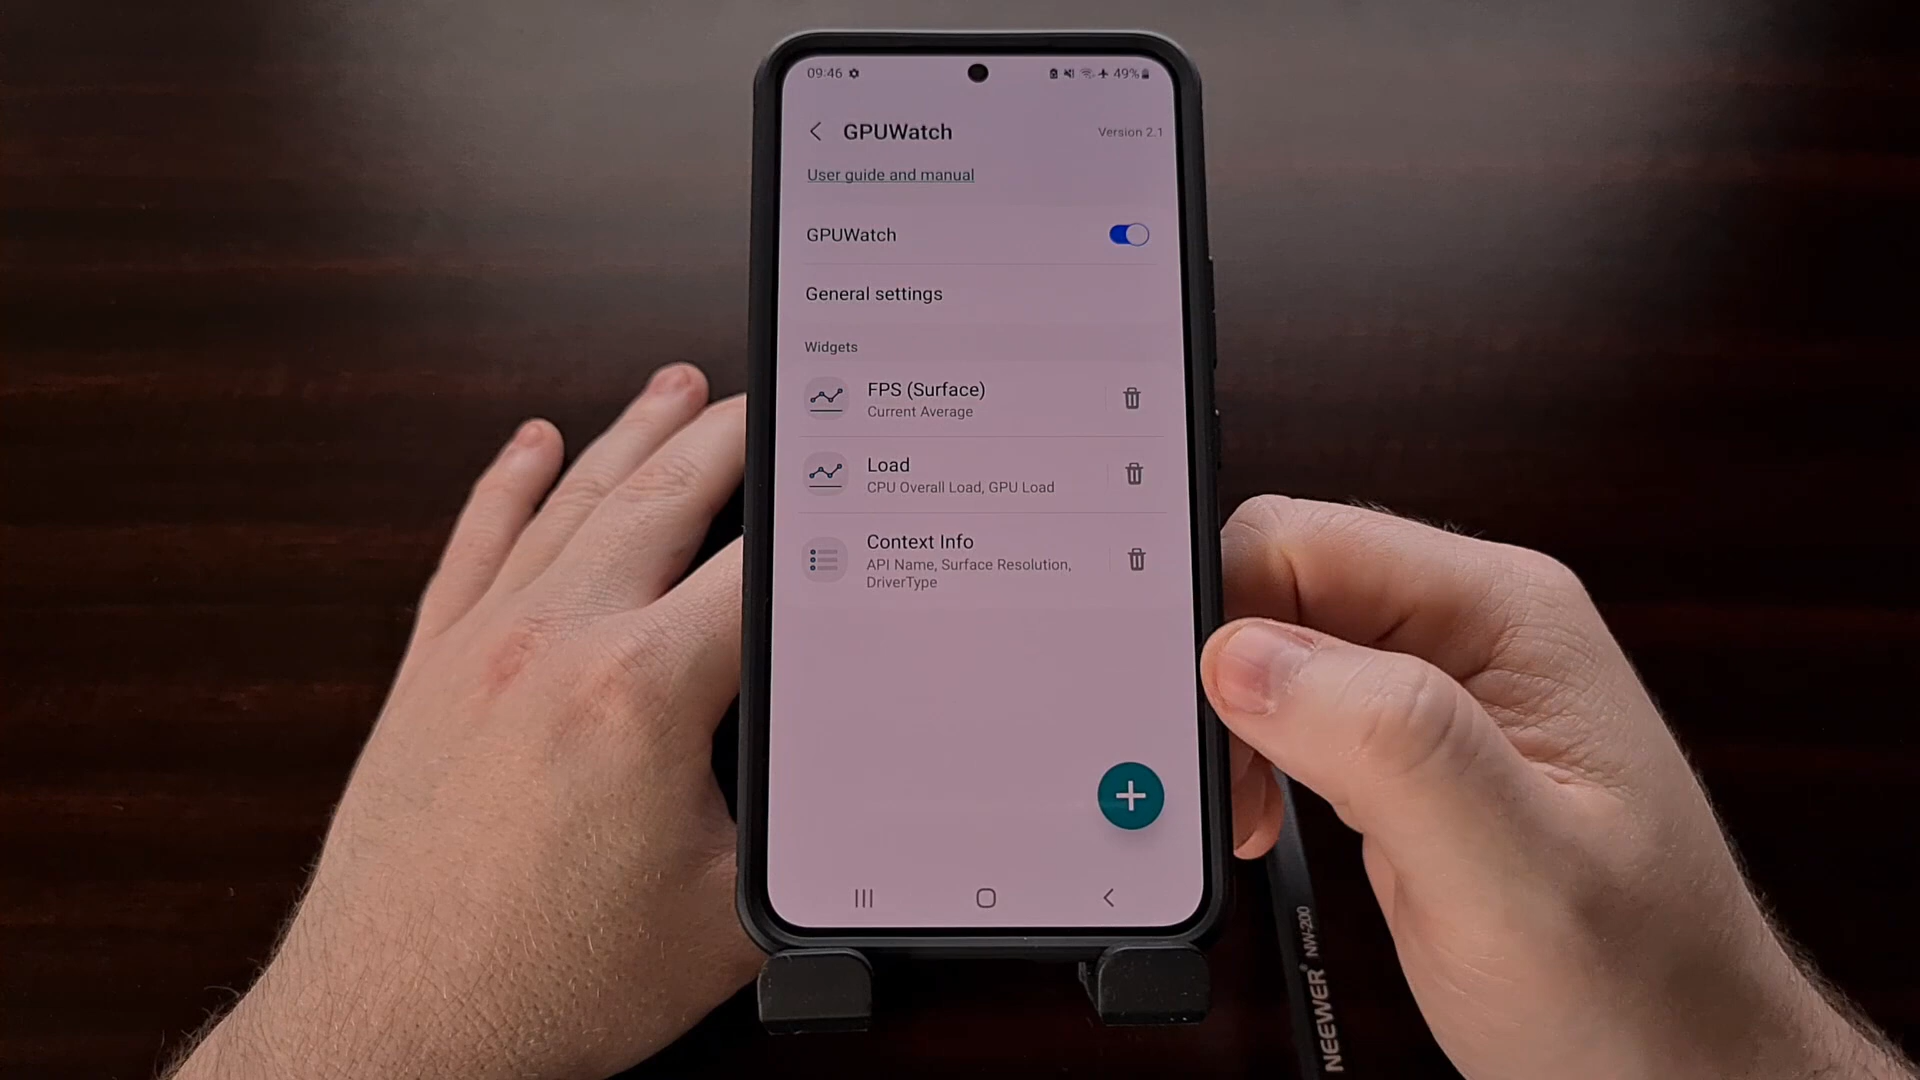 09:46
49%
GPUWatch
Version 2.1
User guide and manual
GPUWatch
General settings
Widgets
FPS (Surface)
Current Average
Load
CPU Overall Load, GPU Load
Context Info
API Name, Surface Resolution,
DriverType
NEEWER® NW-200